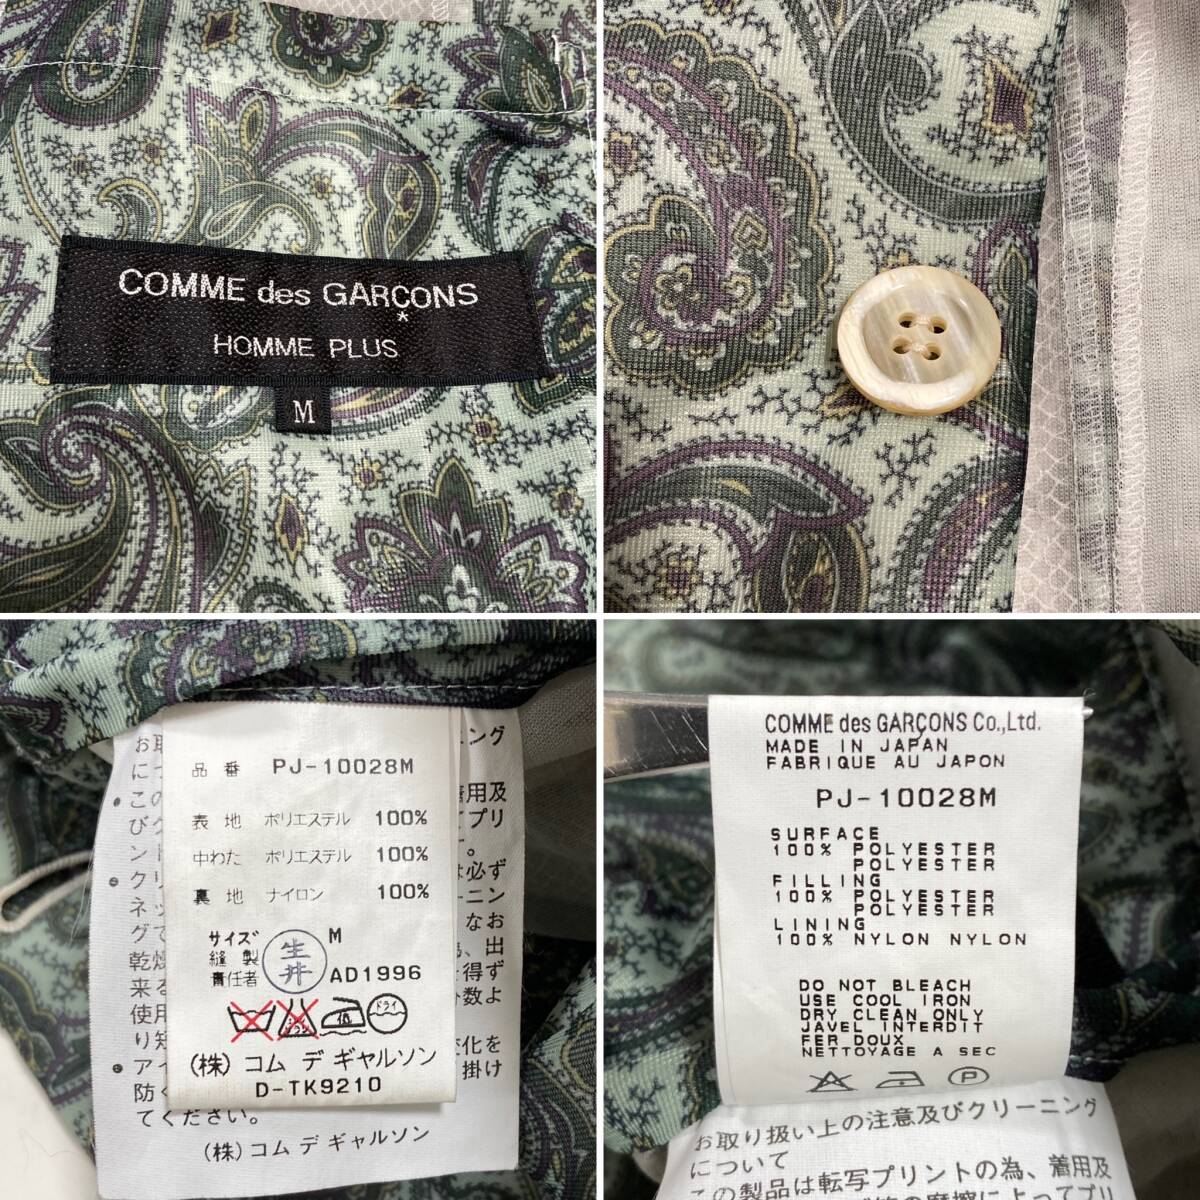 COMME des GARÇONS
*
HOMME PLUS
M
品番 PJ-10028M
表地 ポリエステル 100%
中わた ポリエステル 100%
裏地 ナイロン 100%
サイズ M
縫製
責任者
生井
AD1996
ドライ
(株) コム デ ギャルソン
D-TK9210
てください。
(株) コム デ ギャルソン
COMME des GARÇONS Co.,Ltd.
MADE IN JAPAN
FABRIQUE AU JAPON
PJ-10028M
SURFACE
100% POLYESTER
POLYESTER
FILLING
100% POLYESTER
POLYESTER
LINING
100% NYLON NYLON
DO NOT BLEACH
USE COOL IRON
DRY CLEAN ONLY
JAVEL INTERDIT
FER DOUX
NETTOYAGE A SEC
P
お取り扱い上の注意及びクリーニング
について
この製品は転写プリントの為、着用及